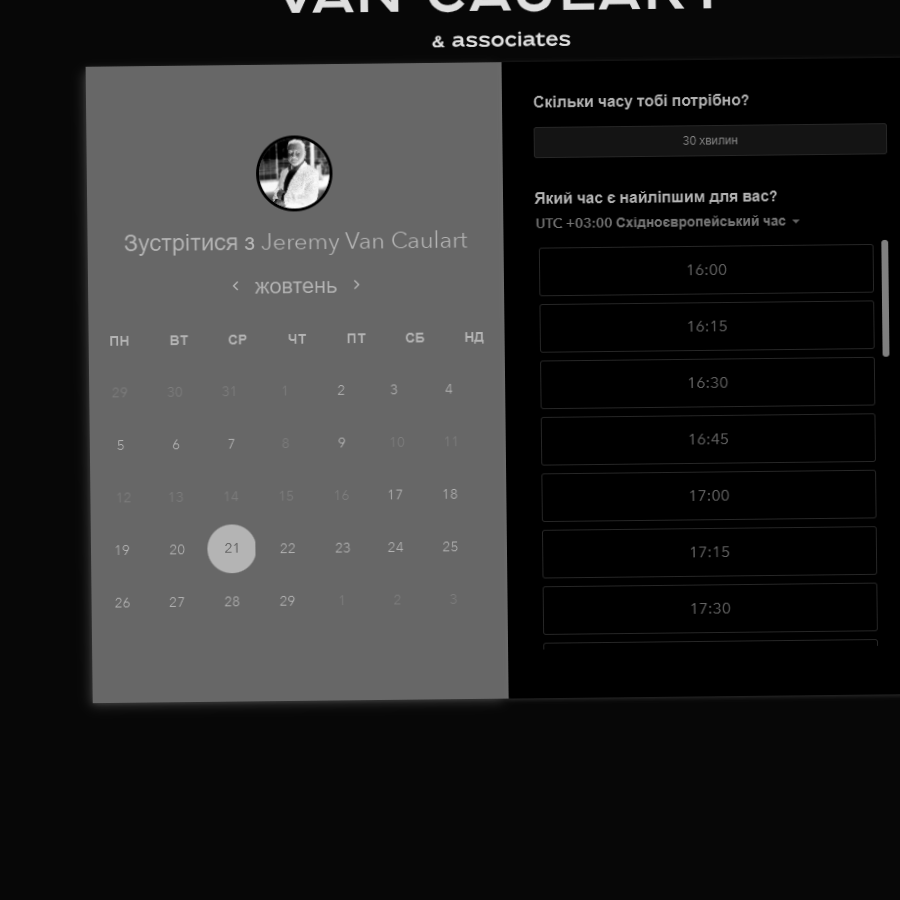 VAN CAULART
& associates
Зустрітися з Jeremy Van Caulart
жовтень
ПН ВТ СР ЧТ ПТ СБ НД
29 30 31 1 2 3 4
5 6 7 8 9 10 11
12 13 14 15 16 17 18
19 20 21 22 23 24 25
26 27 28 29 1 2 3
Скільки часу тобі потрібно?
30 хвилин
Який час є найліпшим для вас?
UTC +03:00 Східноєвропейський час
16:00
16:15
16:30
16:45
17:00
17:15
17:30